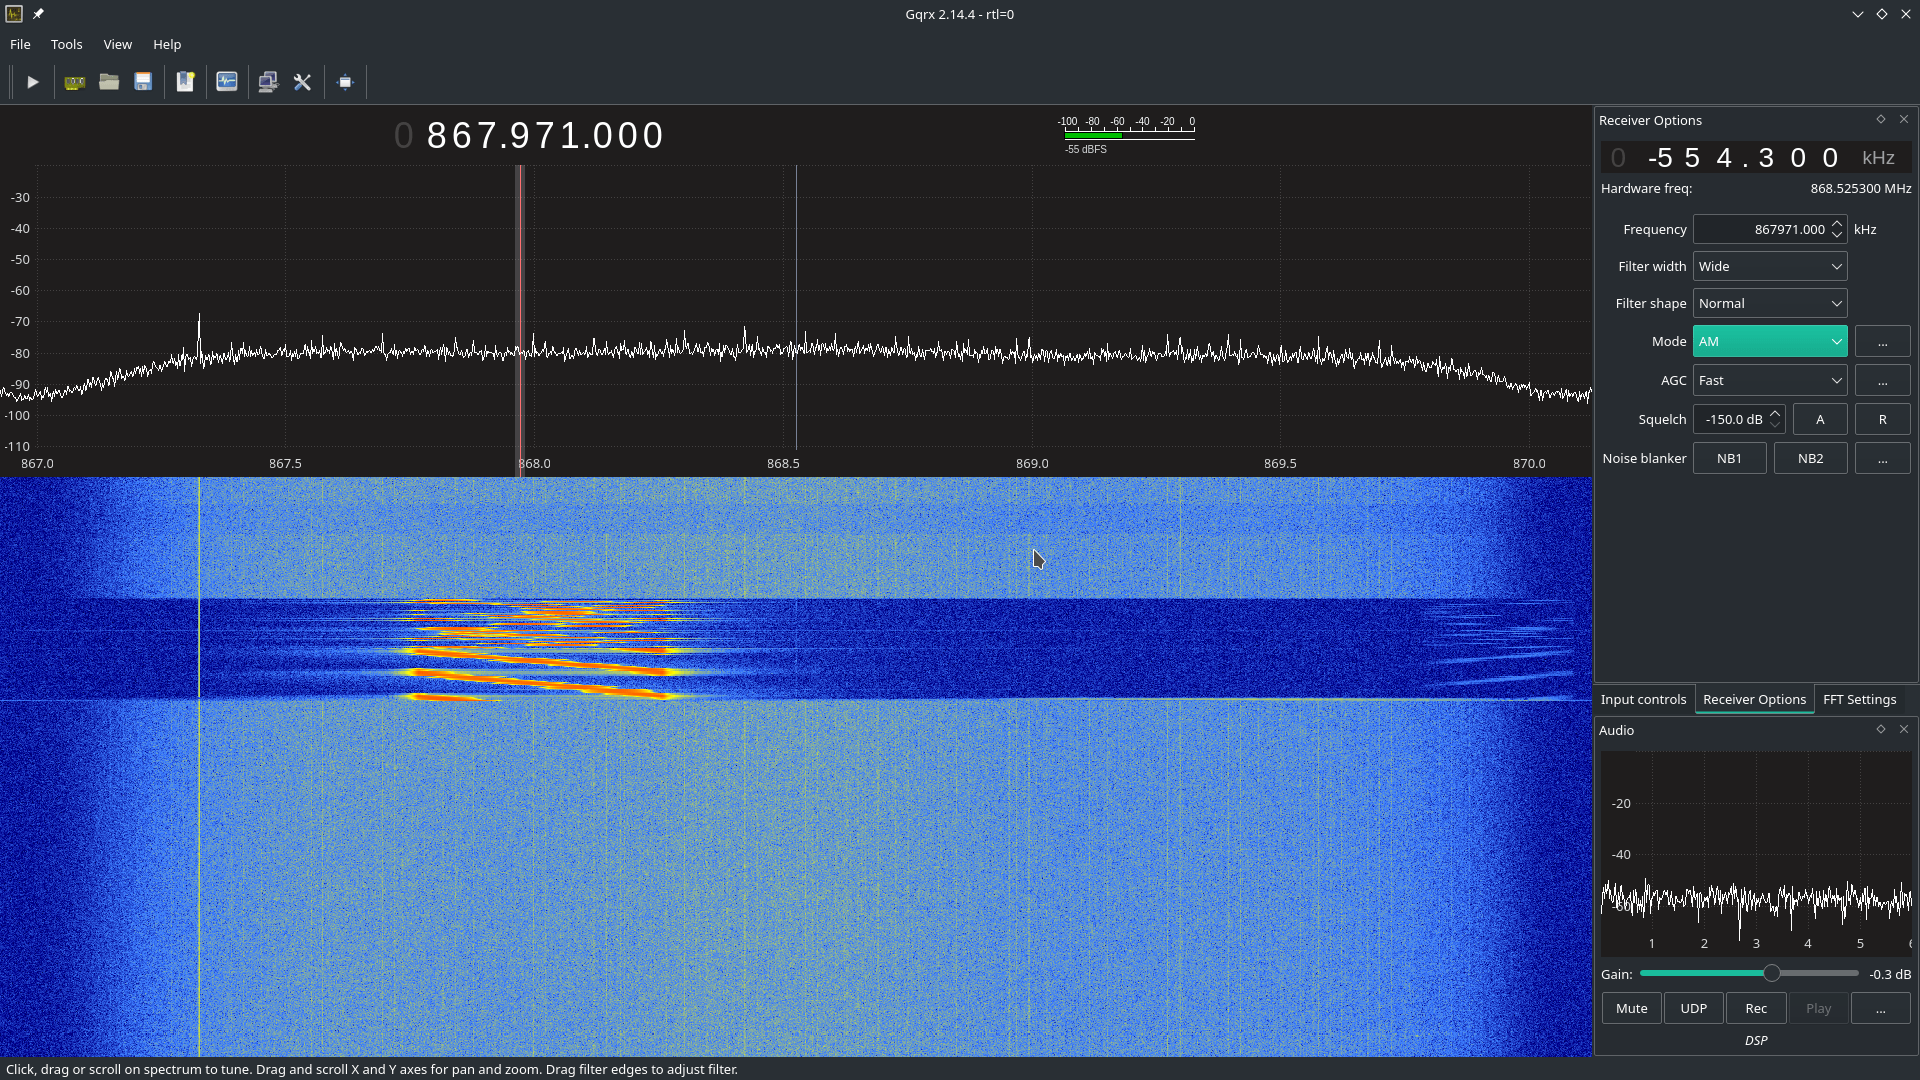 Gqrx 2.14.4 - rtl=0
File Tools View Help
0 867.971.000
-100 -80 -60 -40 -20 0
-55 dBFS
-30
-40
-50
-60
-70
-80
-90
-100
-110
867.0 867.5 868.0 868.5 869.0 869.5 870.0
Receiver Options
0 -554.300 kHz
Hardware freq: 868.525300 MHz
Frequency 867971.000 kHz
Filter width Wide
Filter shape Normal
Mode AM ...
AGC Fast ...
Squelch -150.0 dB A R
Noise blanker NB1 NB2 ...
Input controls Receiver Options FFT Settings
Audio
-20
-40
-60
1 2 3 4 5
Gain: -0.3 dB
Mute UDP Rec Play ...
DSP
Click, drag or scroll on spectrum to tune. Drag and scroll X and Y axes for pan and zoom. Drag filter edges to adjust filter.